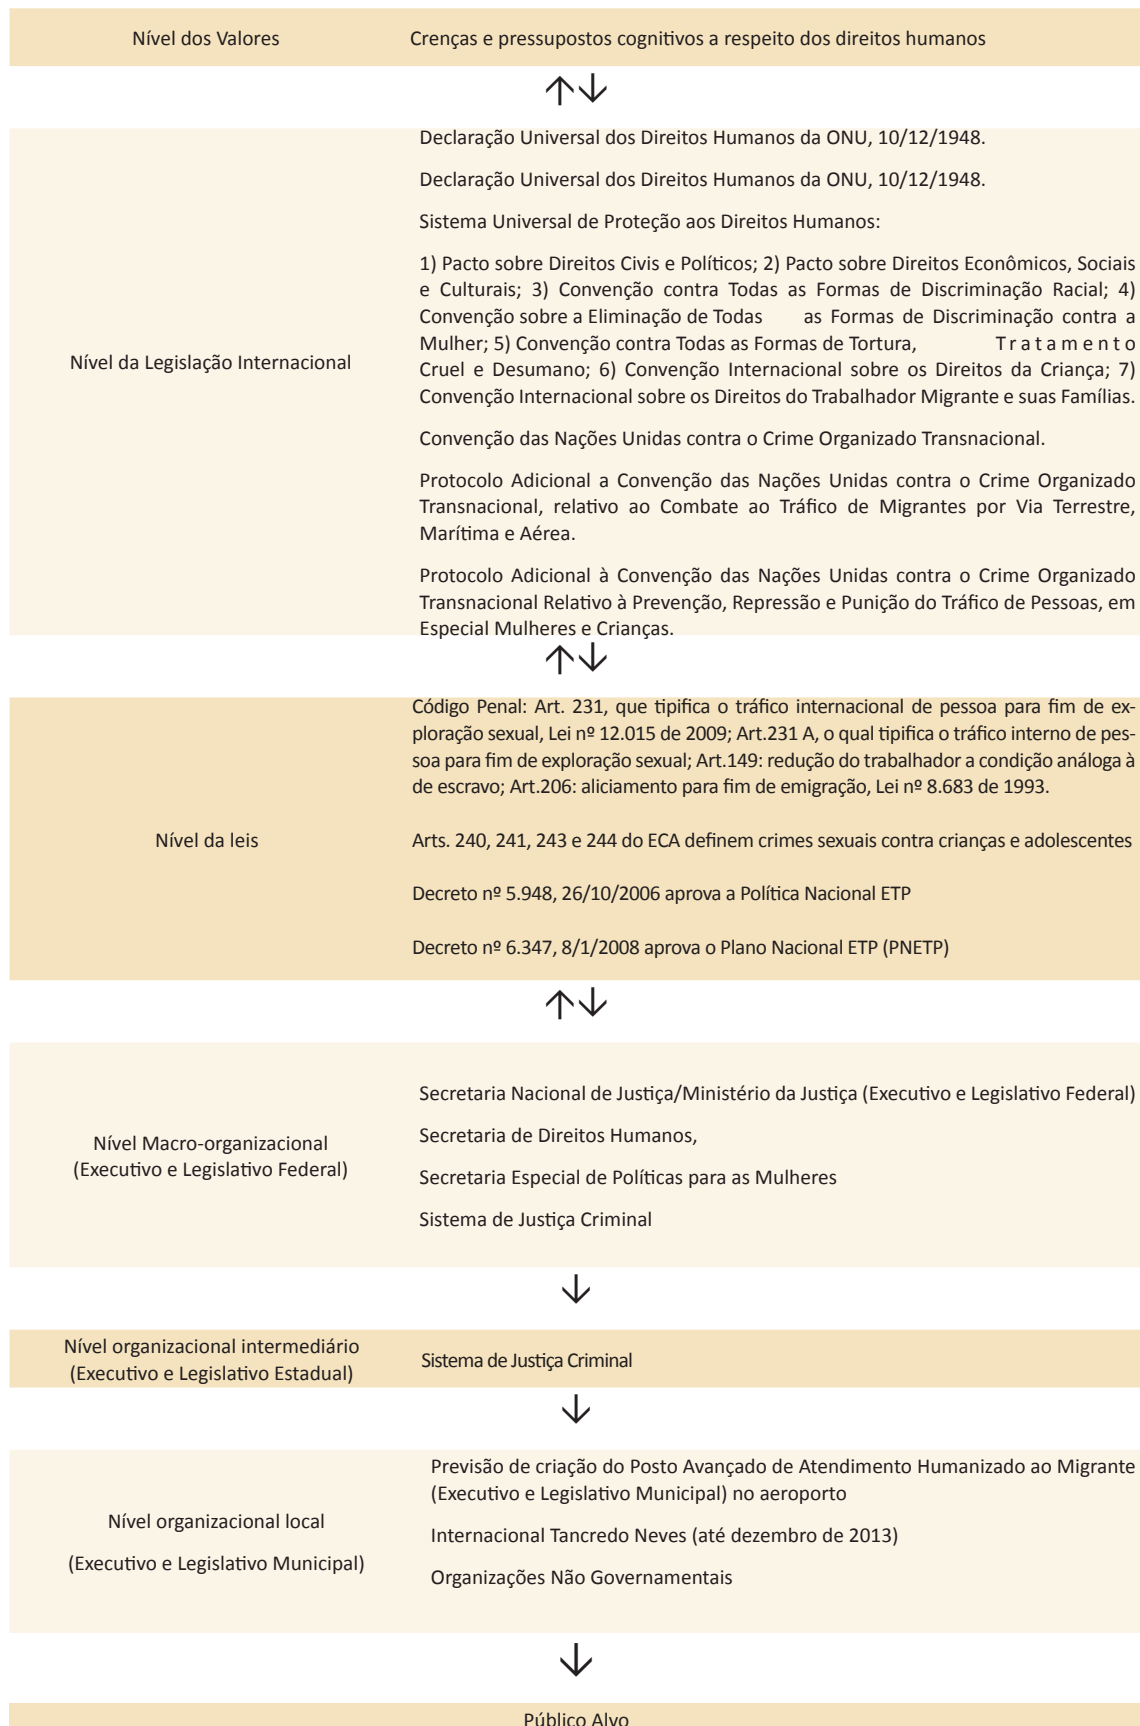 Nível dos Valores
Crenças e pressupostos cognitivos a respeito dos direitos humanos
Nível da Legislação Internacional
Declaração Universal dos Direitos Humanos da ONU, 10/12/1948.
Declaração Universal dos Direitos Humanos da ONU, 10/12/1948.
Sistema Universal de Proteção aos Direitos Humanos:
1) Pacto sobre Direitos Civis e Políticos; 2) Pacto sobre Direitos Econômicos, Sociais
e Culturais; 3) Convenção contra Todas as Formas de Discriminação Racial; 4)
Convenção sobre a Eliminação de Todas as Formas de Discriminação contra a
Mulher; 5) Convenção contra Todas as Formas de Tortura, Tratamento
Cruel e Desumano; 6) Convenção Internacional sobre os Direitos da Criança; 7)
Convenção Internacional sobre os Direitos do Trabalhador Migrante e suas Famílias.
Convenção das Nações Unidas contra o Crime Organizado Transnacional.
Protocolo Adicional a Convenção das Nações Unidas contra o Crime Organizado
Transnacional, relativo ao Combate ao Tráfico de Migrantes por Via Terrestre,
Marítima e Aérea.
Protocolo Adicional à Convenção das Nações Unidas contra o Crime Organizado
Transnacional Relativo à Prevenção, Repressão e Punição do Tráfico de Pessoas, em
Especial Mulheres e Crianças.
Nível da leis
Código Penal: Art. 231, que tipifica o tráfico internacional de pessoa para fim de ex-
ploração sexual, Lei nº 12.015 de 2009; Art.231 A, o qual tipifica o tráfico interno de pes-
soa para fim de exploração sexual; Art.149: redução do trabalhador a condição análoga à
de escravo; Art.206: aliciamento para fim de emigração, Lei nº 8.683 de 1993.
Arts. 240, 241, 243 e 244 do ECA definem crimes sexuais contra crianças e adolescentes
Decreto nº 5.948, 26/10/2006 aprova a Política Nacional ETP
Decreto nº 6.347, 8/1/2008 aprova o Plano Nacional ETP (PNETP)
Nível Macro-organizacional
(Executivo e Legislativo Federal)
Secretaria Nacional de Justiça/Ministério da Justiça (Executivo e Legislativo Federal)
Secretaria de Direitos Humanos,
Secretaria Especial de Políticas para as Mulheres
Sistema de Justiça Criminal
Nível organizacional intermediário
(Executivo e Legislativo Estadual)
Sistema de Justiça Criminal
Nível organizacional local
(Executivo e Legislativo Municipal)
Previsão de criação do Posto Avançado de Atendimento Humanizado ao Migrante
(Executivo e Legislativo Municipal) no aeroporto
Internacional Tancredo Neves (até dezembro de 2013)
Organizações Não Governamentais
Público Alvo